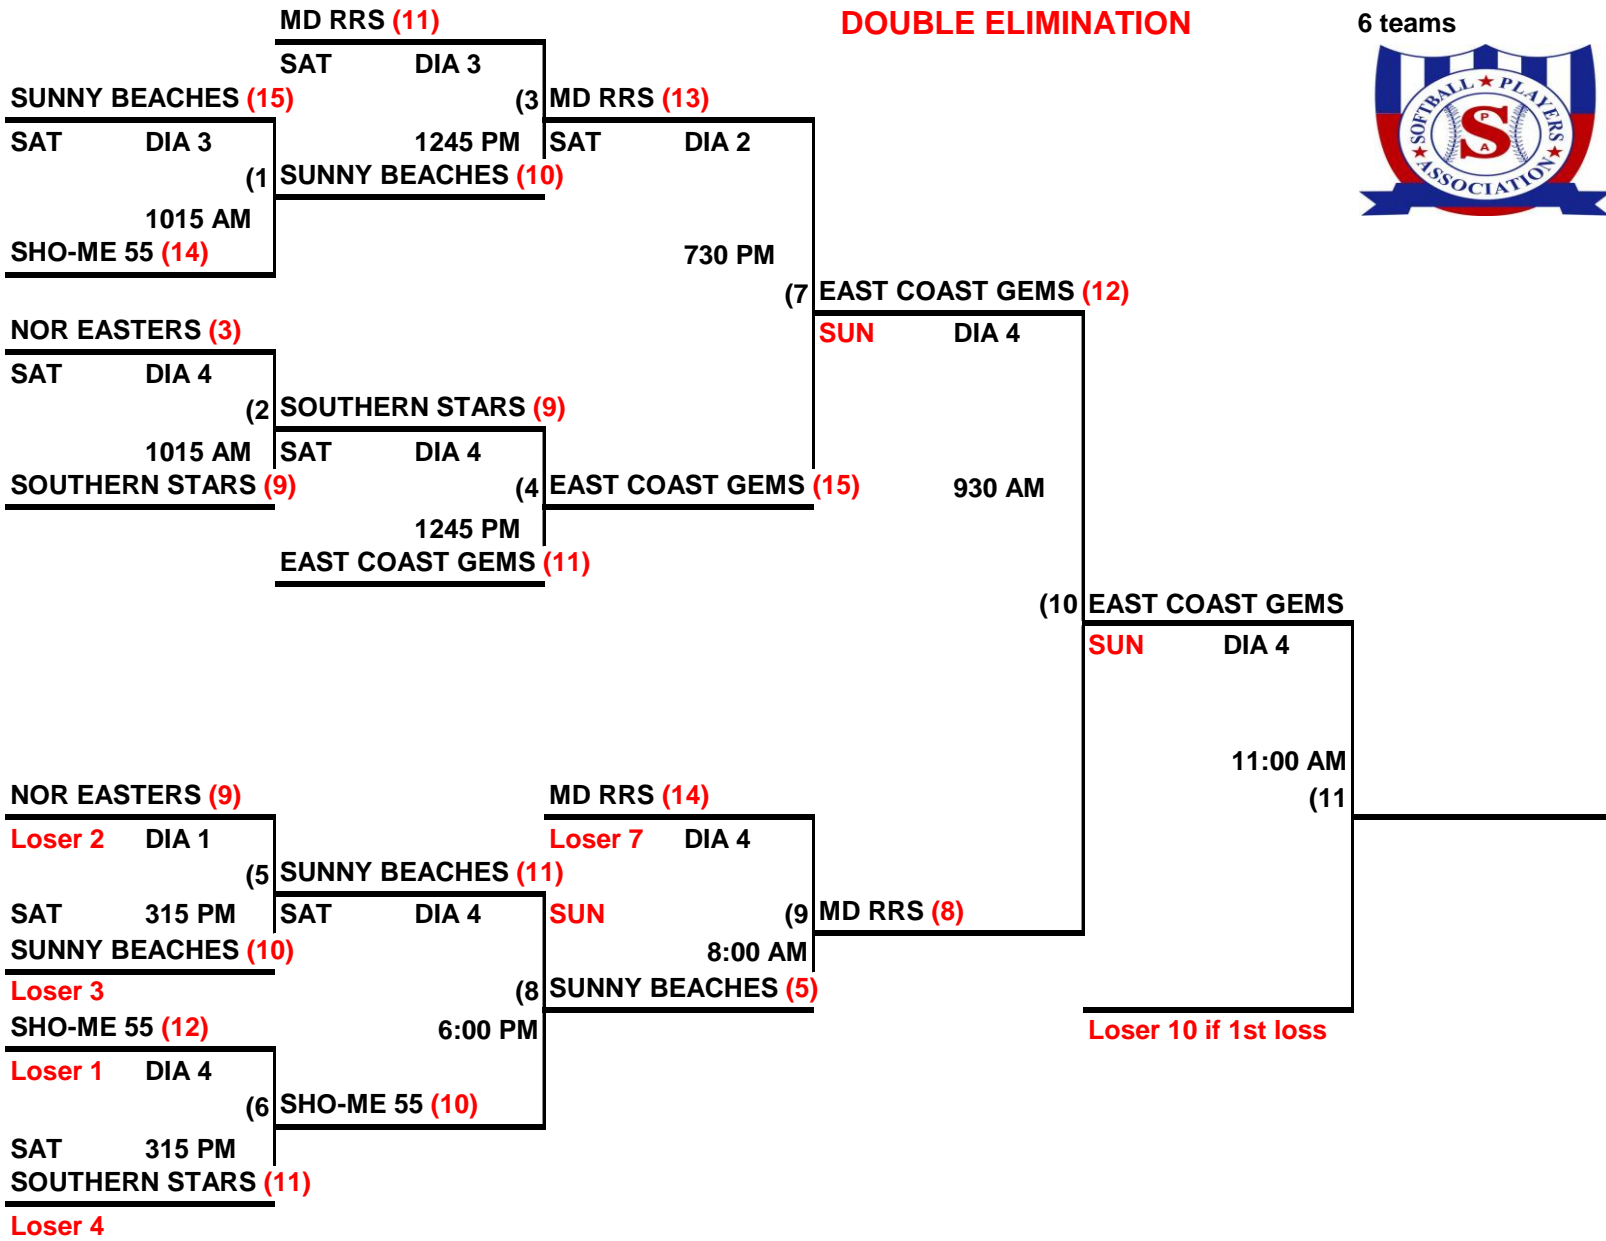 MD RRS (11)
DOUBLE ELIMINATION
6 teams
SAT DIA 3
SUNNY BEACHES (15)
(3 MD RRS (13)
SAT DIA 3
1245 PM
SAT DIA 2
(1 SUNNY BEACHES (10)
1015 AM
SHO-ME 55 (14)
730 PM
SOFTBALL PLAYERS
S
P
A
ASSOCIATION
(7 EAST COAST GEMS (12)
NOR EASTERS (3)
SUN DIA 4
SAT DIA 4
(2 SOUTHERN STARS (9)
1015 AM
SAT DIA 4
SOUTHERN STARS (9)
(4 EAST COAST GEMS (15)
930 AM
1245 PM
EAST COAST GEMS (11)
(10 EAST COAST GEMS
SUN DIA 4
11:00 AM
(11
NOR EASTERS (9)
MD RRS (14)
Loser 2 DIA 1
Loser 7 DIA 4
(5 SUNNY BEACHES (11)
SAT 315 PM
SAT DIA 4
SUN
(9 MD RRS (8)
SUNNY BEACHES (10)
8:00 AM
Loser 3
(8 SUNNY BEACHES (5)
SHO-ME 55 (12)
6:00 PM
Loser 10 if 1st loss
Loser 1 DIA 4
(6 SHO-ME 55 (10)
SAT 315 PM
SOUTHERN STARS (11)
Loser 4